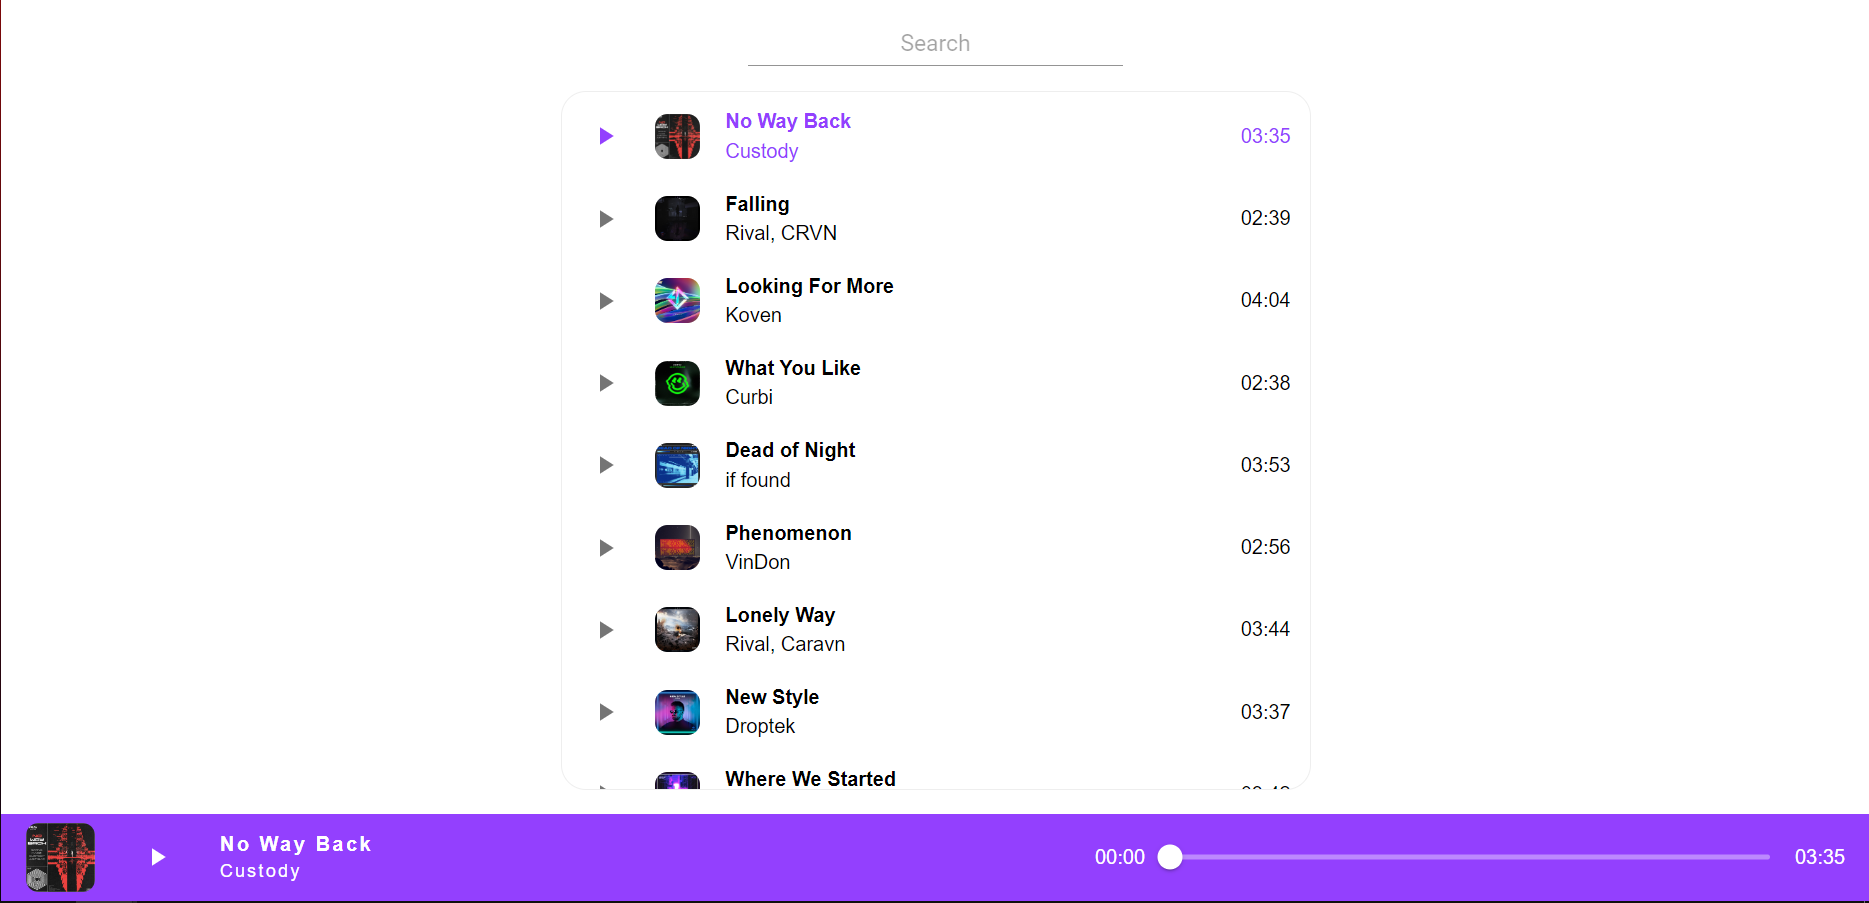 Search
No Way Back
Custody
03:35
Falling
Rival, CRVN
02:39
Looking For More
Koven
04:04
What You Like
Curbi
02:38
Dead of Night
if found
03:53
Phenomenon
VinDon
02:56
Lonely Way
Rival, Caravn
03:44
New Style
Droptek
03:37
Where We Started
No Way Back
Custody
00:00
03:35